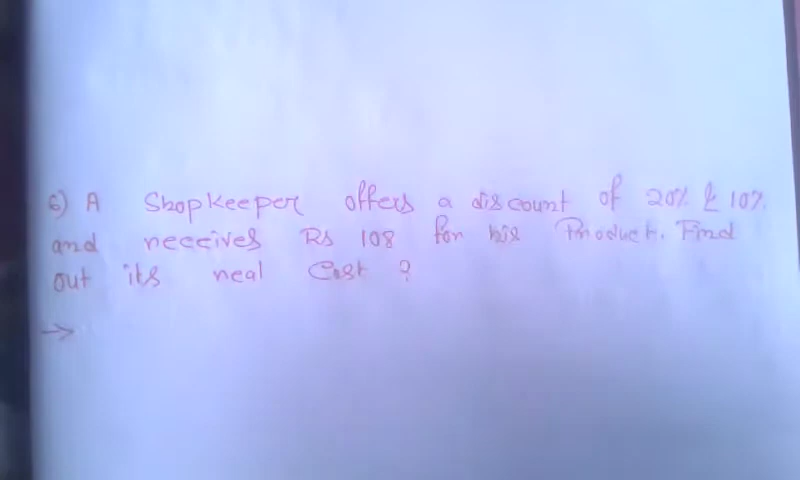 6) A Shopkeeper offers a discount of 20% & 10%
and receives Rs 108 for his Product. Find
out its real Cost ?
→